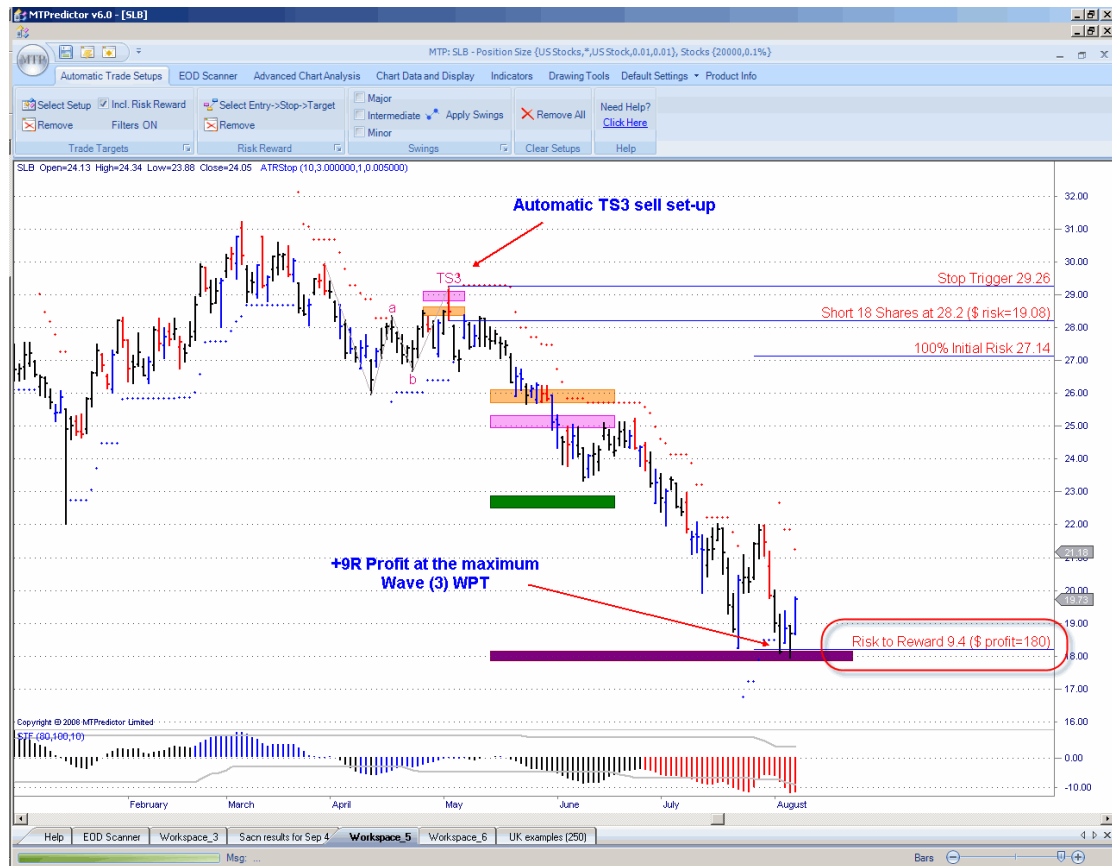 MTPredictor v6.0 - [SLB]
MTP: SLB - Position Size {US Stocks,*,US Stock,0.01,0.01}, Stocks {20000,0.1%}
MTP
Automatic Trade Setups EOD Scanner Advanced Chart Analysis Chart Data and Display Indicators Drawing Tools Default Settings Product Info
Select Setup Incl. Risk Reward
Remove Filters ON
Trade Targets
Select Entry->Stop->Target
Remove
Risk Reward
Major
Intermediate Apply Swings
Minor
Swings
Remove All
Clear Setups
Need Help?
Click Here
Help
SLB Open=24.13 High=24.34 Low=23.88 Close=24.05 ATRStop (10,3.000000,1,0.005000)
32.00
Automatic TS3 sell set-up
31.00
30.00
TS3
Stop Trigger 29.26
29.00
a
Short 18 Shares at 28.2 ($ risk=19.08)
28.00
100% Initial Risk 27.14
27.00
b
26.00
25.00
24.00
23.00
22.00
21.18
21.00
+9R Profit at the maximum
Wave (3) WPT
20.00
19.73
19.00
Risk to Reward 9.4 ($ profit=180)
18.00
17.00
16.00
Copyright © 2008 MTPredictor Limited
STF (80,100,10)
0.00
-10.00
February March April May June July August
Help EOD Scanner Workspace_3 Sacn results for Sep 4 Workspace_5 Workspace_6 UK examples (250)
Msg: ...
Bars